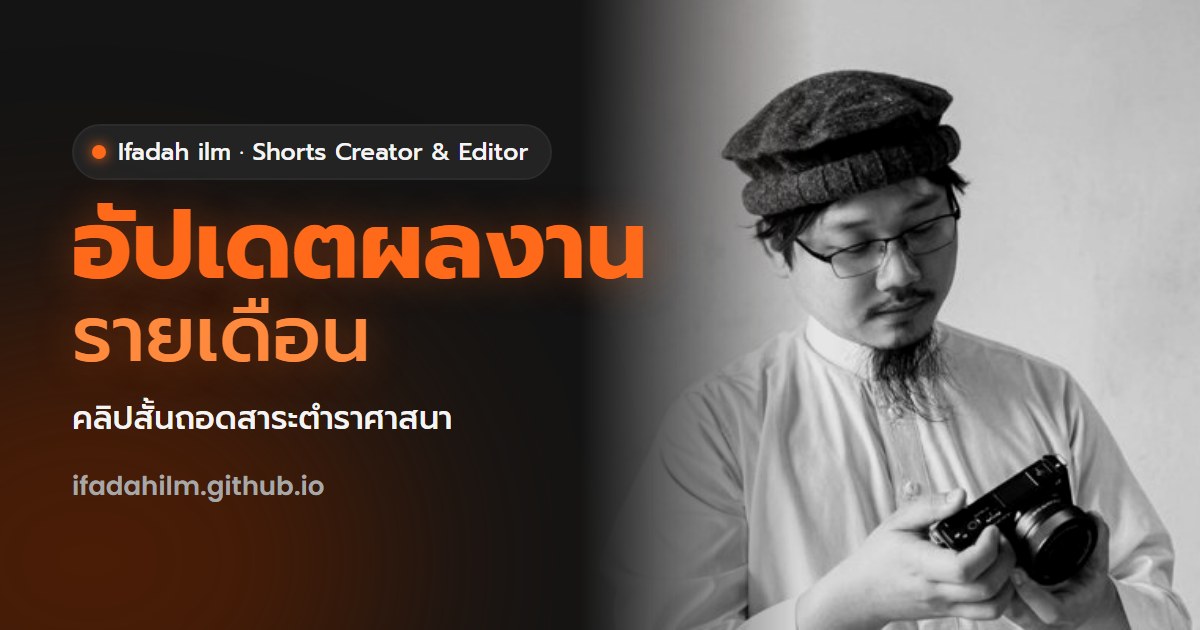 Ifadah ilm · Shorts Creator & Editor
อัปเดตผลงาน
รายเดือน
คลิปสั้นถอดสาระตำราศาสนา
ifadahilm.github.io